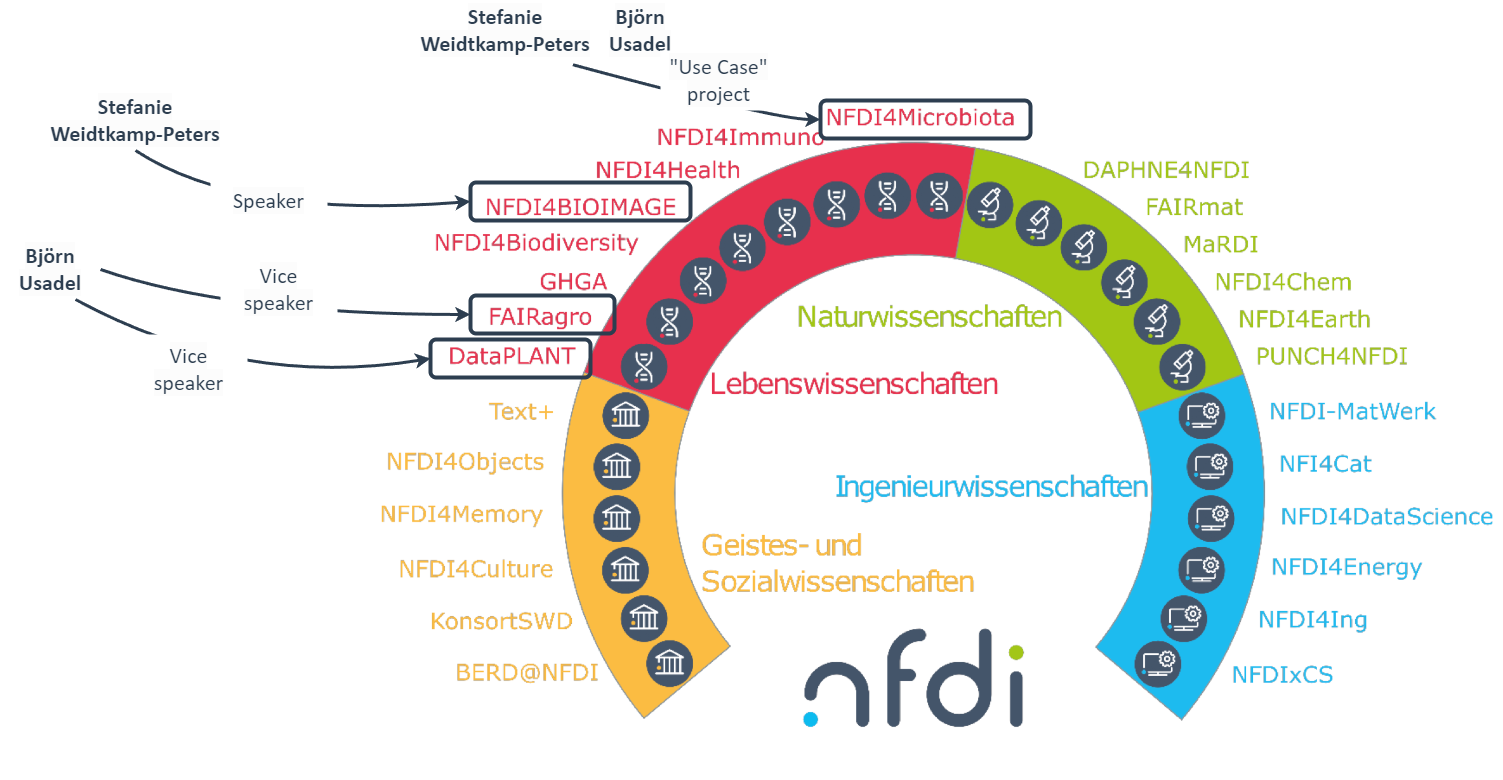 Stefanie
Weidtkamp-Peters
Björn
Usadel
"Use Case"
project
NFDI4Microbiota
Stefanie
Weidtkamp-Peters
Speaker
NFDI4Immuno
NFDI4Health
NFDI4BIOIMAGE
NFDI4Biodiversity
Björn
Usadel
Vice
speaker
GHGA
FAIRagro
Vice
speaker
DataPLANT
Lebenswissenschaften
DAPHNE4NFDI
FAIRmat
MaRDI
NFDI4Chem
NFDI4Earth
PUNCH4NFDI
Naturwissenschaften
Text+
NFDI4Objects
NFDI4Memory
NFDI4Culture
KonsortSWD
BERD@NFDI
Geistes- und
Sozialwissenschaften
NFDI-MatWerk
NFI4Cat
NFDI4DataScience
NFDI4Energy
NFDI4Ing
NFDIxCS
Ingenieurwissenschaften
nfdi